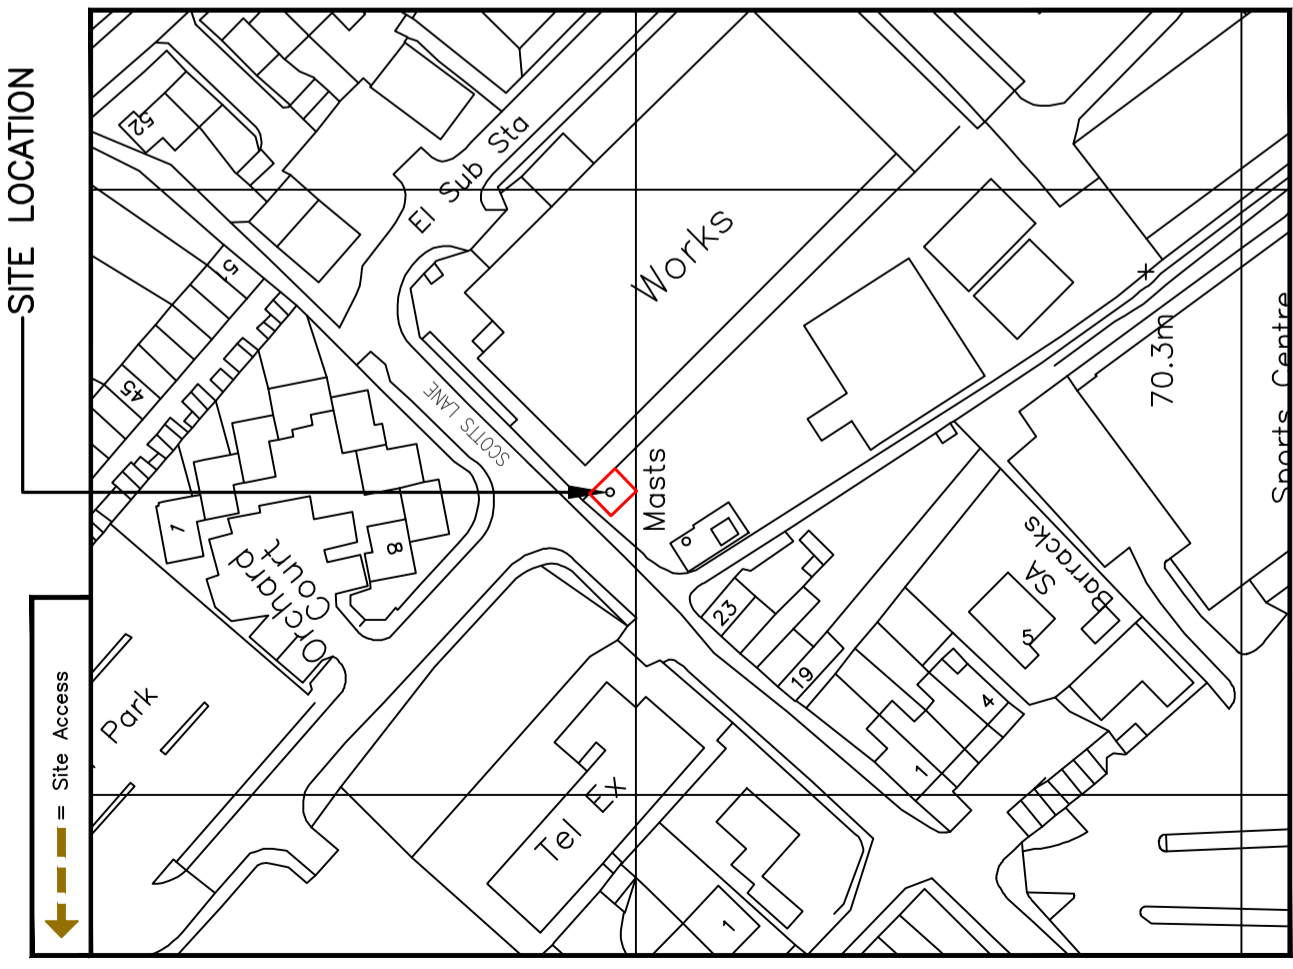 SITE LOCATION
52
El Sub Sta
Works
51
45
SCOTTS LANE
70.3m
Sports Centre
Masts
1
8
Orchard
Court
SA
Barracks
23
5
19
4
1
Park
= Site Access
Tel Ex
1